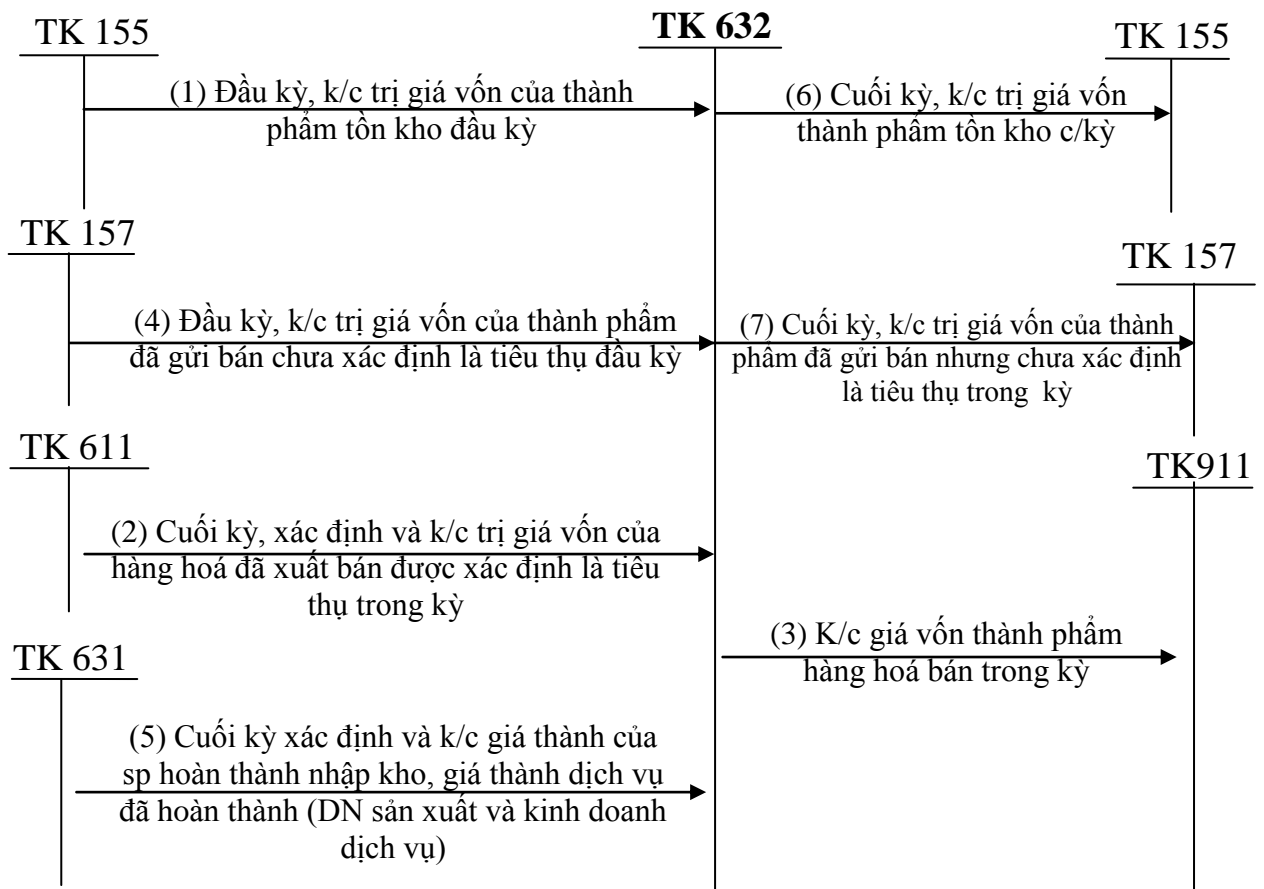 TK 155
TK 632
TK 155
(1) Đầu kỳ, k/c trị giá vốn của thành
phẩm tồn kho đầu kỳ
(6) Cuối kỳ, k/c trị giá vốn
thành phẩm tồn kho c/kỳ
TK 157
TK 157
(4) Đầu kỳ, k/c trị giá vốn của thành phẩm
đã gửi bán chưa xác định là tiêu thụ đầu kỳ
(7) Cuối kỳ, k/c trị giá vốn của thành
phẩm đã gửi bán nhưng chưa xác định
là tiêu thụ trong kỳ
TK 611
TK911
(2) Cuối kỳ, xác định và k/c trị giá vốn của
hàng hoá đã xuất bán được xác định là tiêu
thụ trong kỳ
(3) K/c giá vốn thành phẩm
hàng hoá bán trong kỳ
TK 631
(5) Cuối kỳ xác định và k/c giá thành của
sp hoàn thành nhập kho, giá thành dịch vụ
đã hoàn thành (DN sản xuất và kinh doanh
dịch vụ)